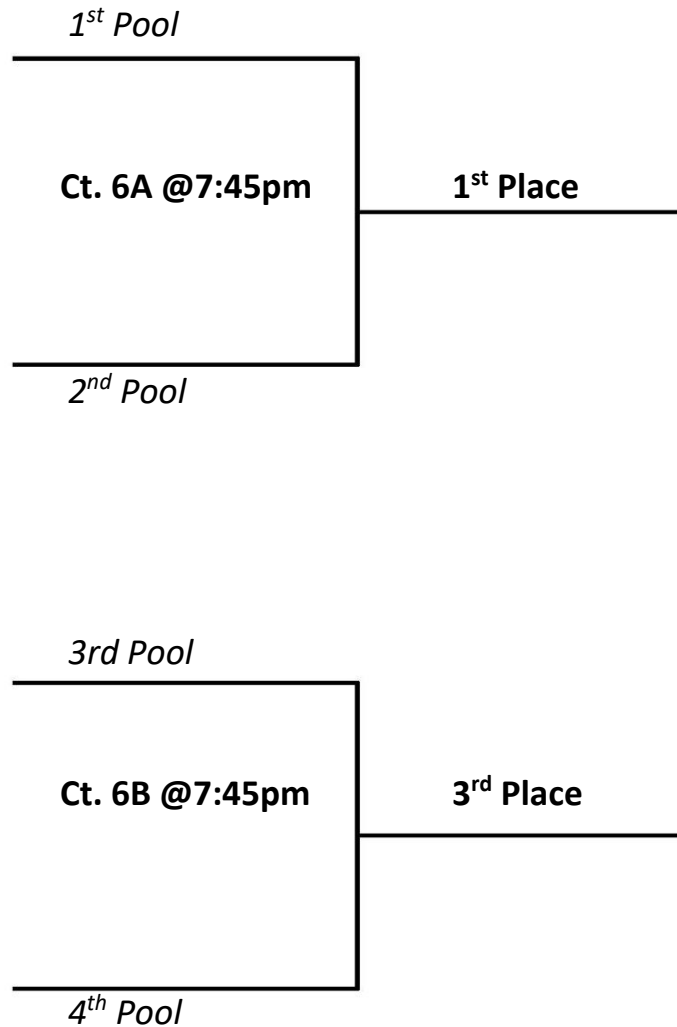 1st Pool
Ct. 6A @7:45pm
1st Place
2nd Pool
3rd Pool
Ct. 6B @7:45pm
3rd Place
4th Pool